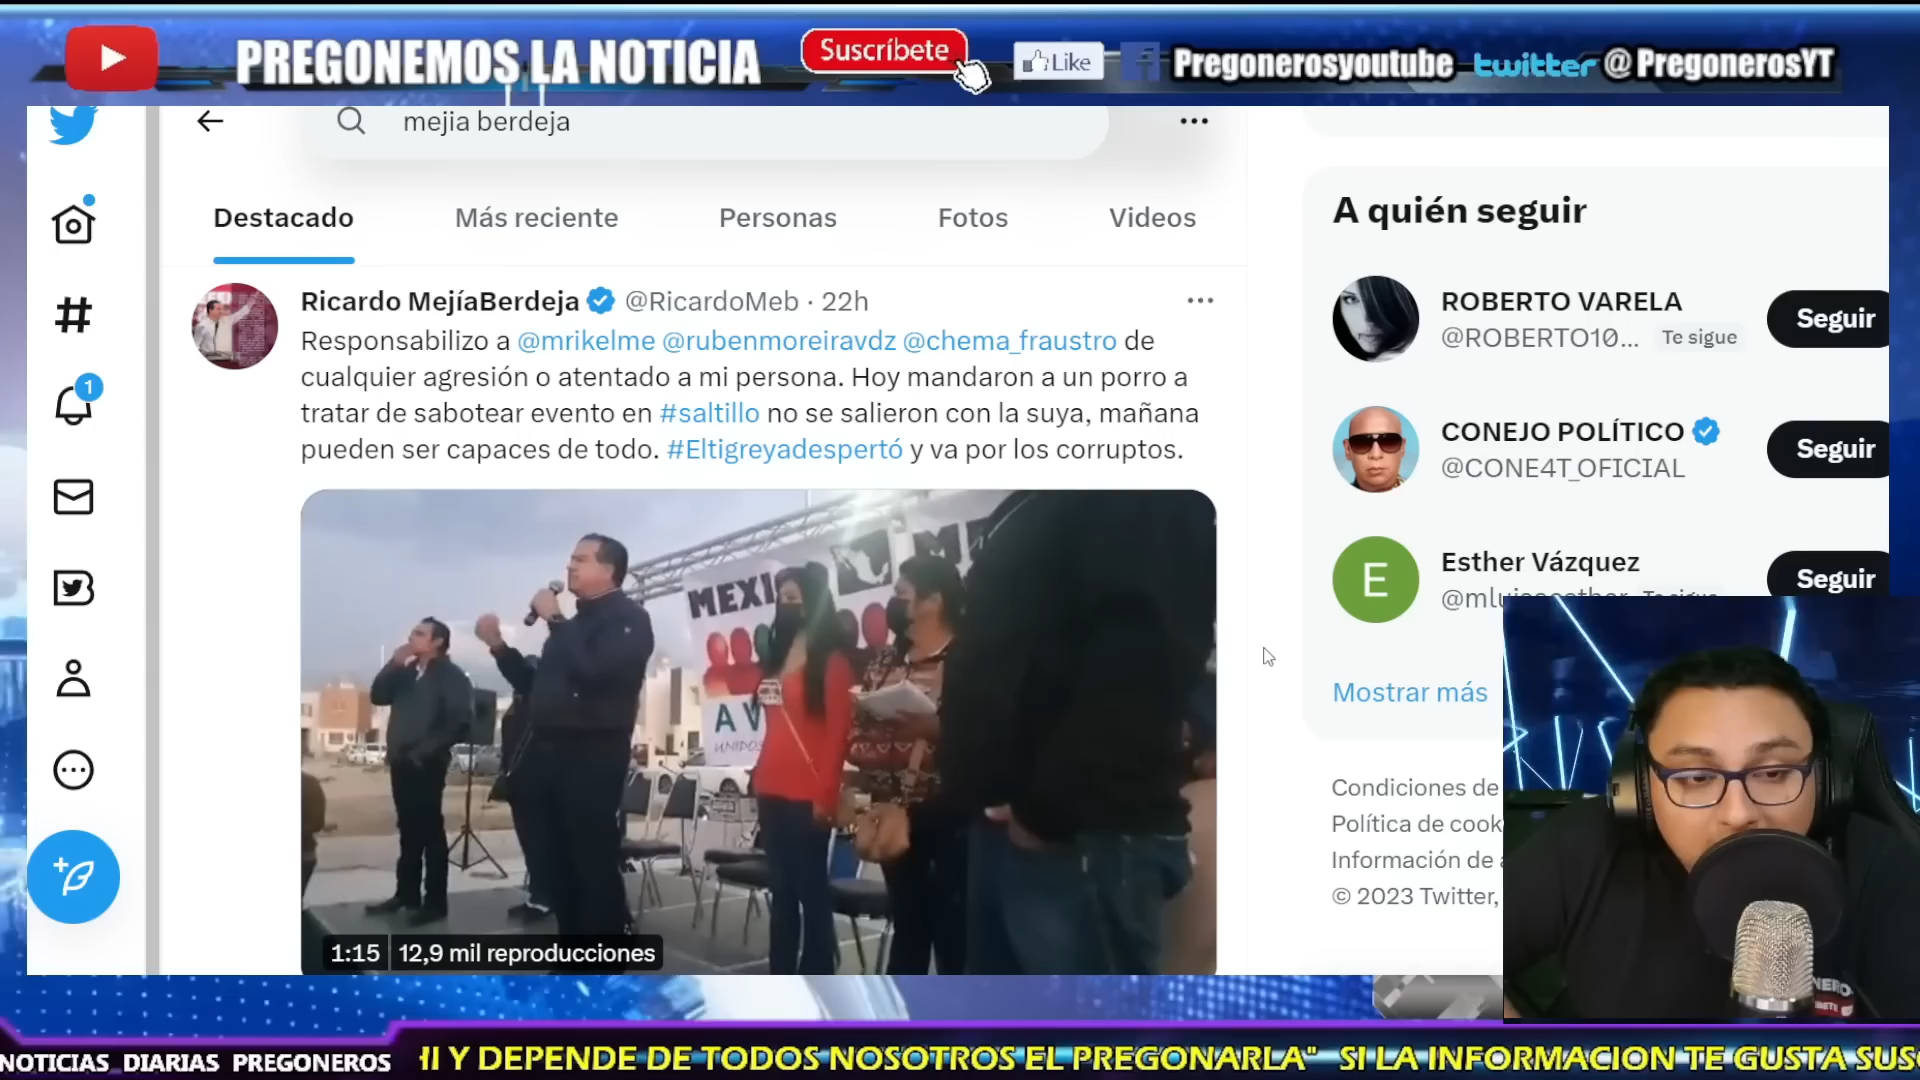 PREGONEMOS LA NOTICIA
Suscríbete
Like
Pregonerosyoutube
twitter @PregonerosYT
mejia berdeja
Destacado
Más reciente
Personas
Fotos
Videos
Ricardo MejíaBerdeja @RicardoMeb · 22h
Responsabilizo a @mrikelme @rubenmoreiravdz @chema_fraustro de
cualquier agresión o atentado a mi persona. Hoy mandaron a un porro a
tratar de sabotear evento en #saltillo no se salieron con la suya, mañana
pueden ser capaces de todo. #Eltigreyadespertó y va por los corruptos.
MEXI
AV
UNIDOS
1:15
12,9 mil reproducciones
1
A quién seguir
ROBERTO VARELA
@ROBERTO10... Te sigue
Seguir
CONEJO POLÍTICO
@CONE4T_OFICIAL
Seguir
E
Esther Vázquez
Seguir
Mostrar más
Condiciones de
Política de cook
Información de
© 2023 Twitter,
NOTICIAS DIARIAS PREGONEROS
Y DEPENDE DE TODOS NOSOTROS EL PREGONARLA" SI LA INFORMACION TE GUSTA SUS